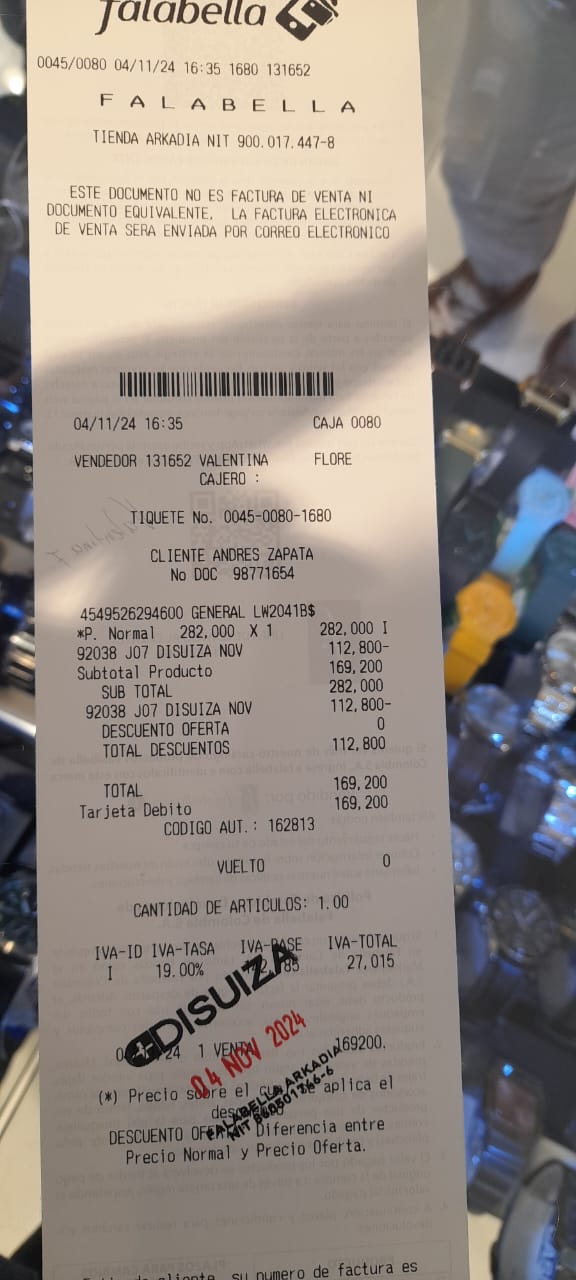 falabella
0045/0080 04/11/24 16:35 1680 131652
F A L A B E L L A
TIENDA ARKADIA NIT 900.017.447-8
ESTE DOCUMENTO NO ES FACTURA DE VENTA NI
DOCUMENTO EQUIVALENTE. LA FACTURA ELECTRONICA
DE VENTA SERA ENVIADA POR CORREO ELECTRONICO
04/11/24 16:35 CAJA 0080
VENDEDOR 131652 VALENTINA FLORE
CAJERO :
TIQUETE No. 0045-0080-1680
CLIENTE ANDRES ZAPATA
No DOC 98771654
4549526294600 GENERAL LW2041B$
*P. Normal 282,000 X 1 282,000 I
92038 J07 DISUIZA NOV 112,800-
Subtotal Producto 169,200
SUB TOTAL 282,000
92038 J07 DISUIZA NOV 112,800-
DESCUENTO OFERTA 0
TOTAL DESCUENTOS 112,800
TOTAL 169,200
Tarjeta Debito 169,200
CODIGO AUT.: 162813
VUELTO 0
CANTIDAD DE ARTICULOS: 1.00
IVA-ID IVA-TASA IVA-BASE IVA-TOTAL
I 19.00% 27,015
DISUIZA
1 VENTA 169200.
04 NOV 2024
(*) Precio sobre el aplica el
FALABELLA ARKADIA
DESCUENTO Diferencia entre
Precio Normal y Precio Oferta.
su numero de factura es